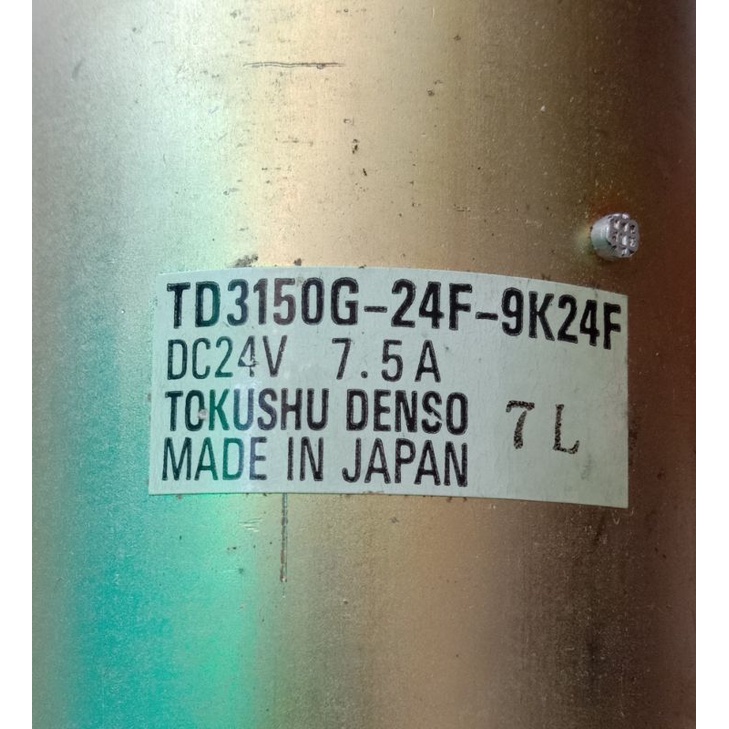 TD3150G-24F-9K24F
DC24V 7.5A
TOKUSHU DENSO 7L
MADE IN JAPAN